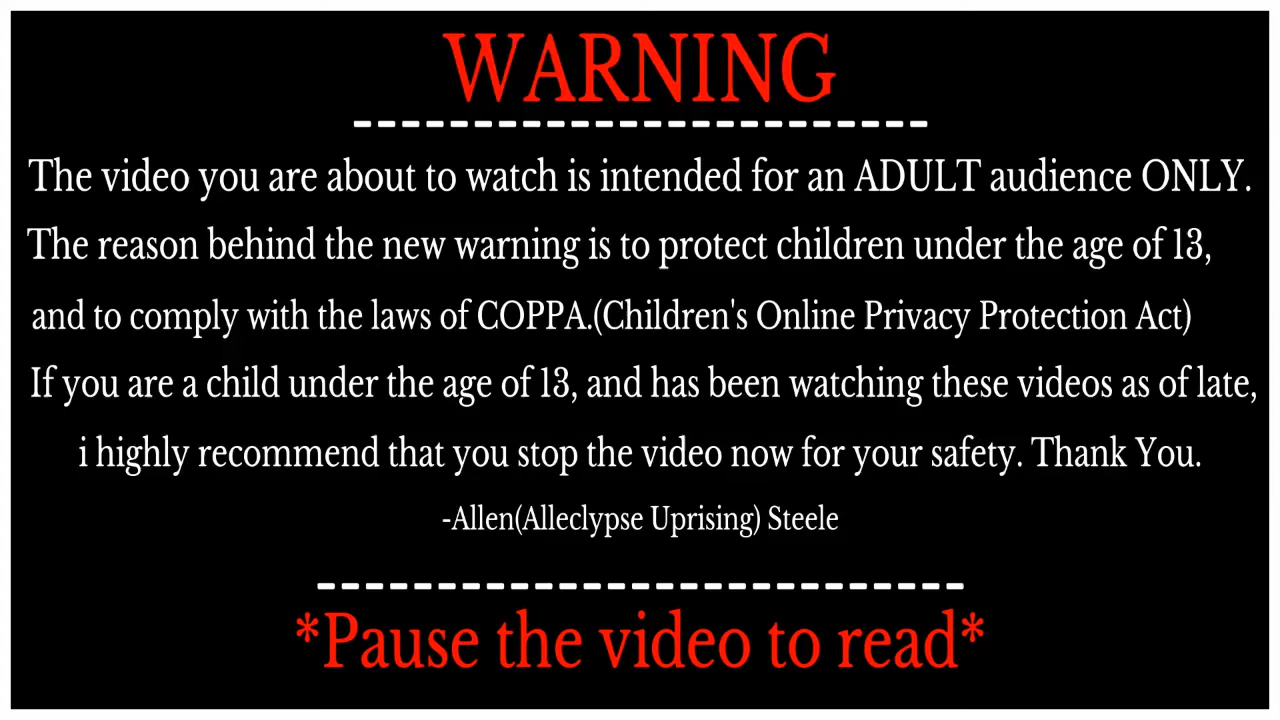 WARNING
The video you are about to watch is intended for an ADULT audience ONLY.
The reason behind the new warning is to protect children under the age of 13,
and to comply with the laws of COPPA.(Children's Online Privacy Protection Act)
If you are a child under the age of 13, and has been watching these videos as of late,
i highly recommend that you stop the video now for your safety. Thank You.
-Allen(Alleclypse Uprising) Steele
*Pause the video to read*